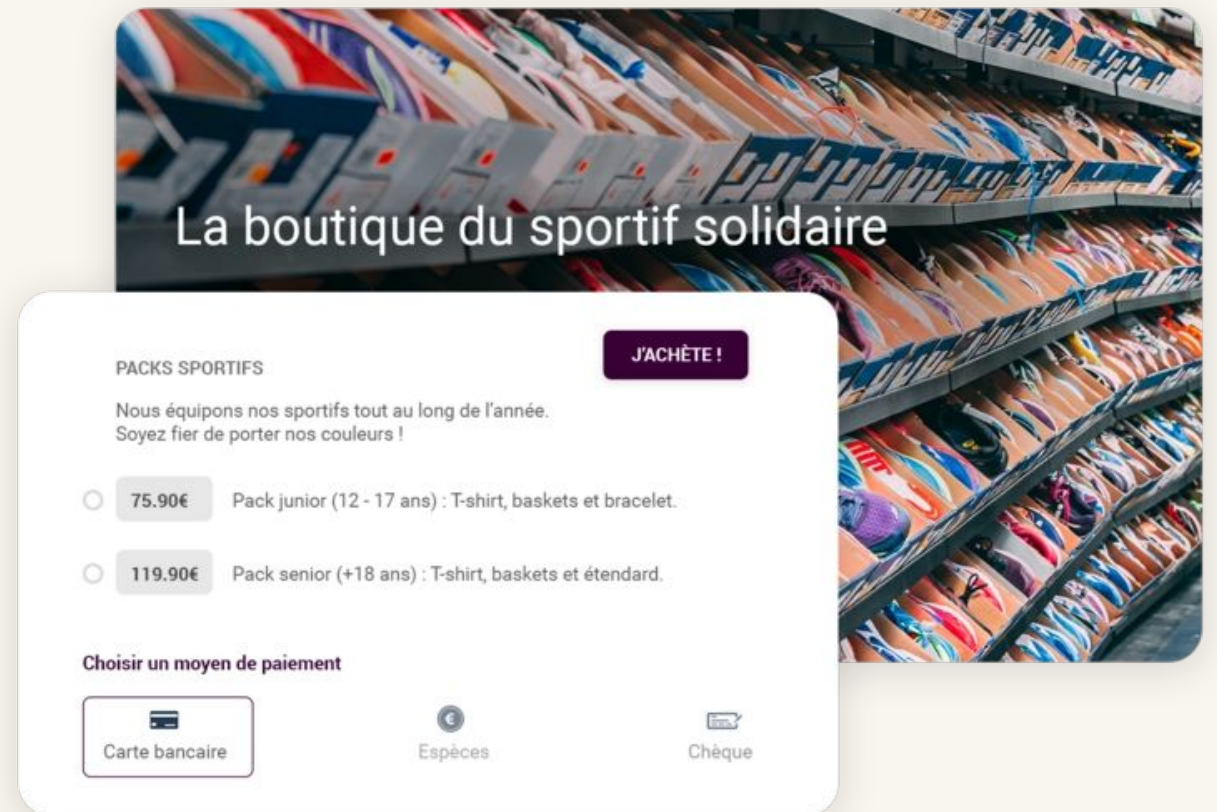 La boutique du sportif solidaire
PACKS SPORTIFS
J'ACHÈTE !
Nous équipons nos sportifs tout au long de l'année.
Soyez fier de porter nos couleurs !
75.90€ Pack junior (12 - 17 ans) : T-shirt, baskets et bracelet.
119.90€ Pack senior (+18 ans) : T-shirt, baskets et étendard.
Choisir un moyen de paiement
Carte bancaire Espèces Chèque